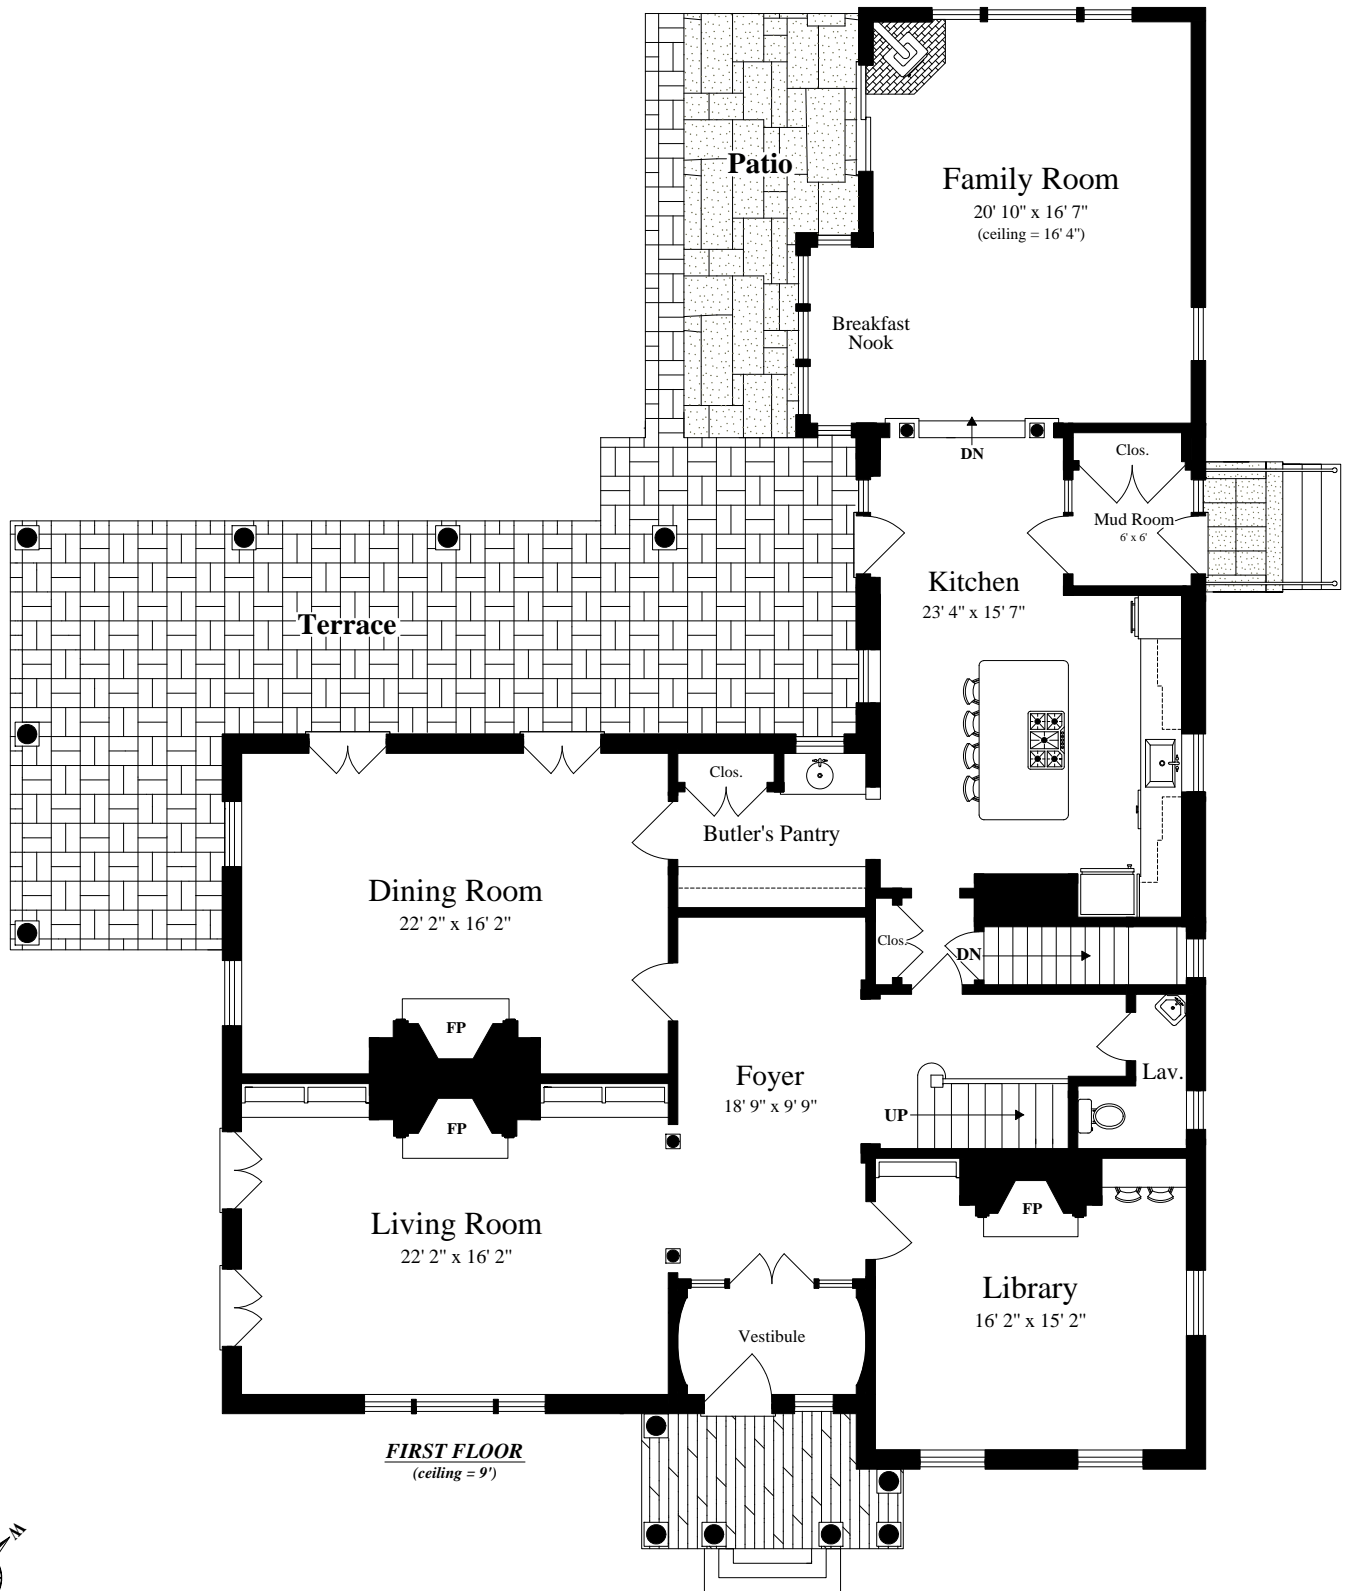 Patio
Family Room
20' 10" x 16' 7"
(ceiling = 16' 4")
Breakfast
Nook
DN
Clos.
Mud Room
6' x 6'
Kitchen
23' 4" x 15' 7"
Terrace
Clos.
Butler's Pantry
Dining Room
22' 2" x 16' 2"
Clos.
DN
FP
Foyer
18' 9" x 9' 9"
Lav.
UP
FP
FP
Living Room
22' 2" x 16' 2"
Library
16' 2" x 15' 2"
Vestibule
FIRST FLOOR
(ceiling = 9')
W